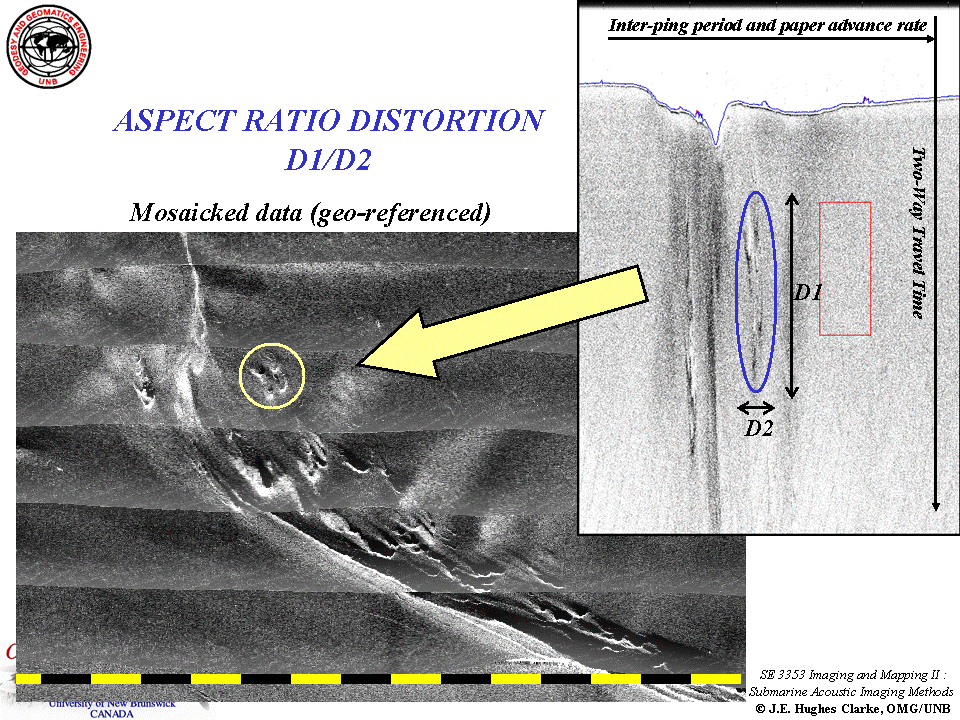 GEODESY AND GEOMATICS ENGINEERING
UNB
Inter-ping period and paper advance rate
ASPECT RATIO DISTORTION
D1/D2
Mosaicked data (geo-referenced)
Two-Way Travel Time
D1
D2
University of New Brunswick
CANADA
SE 3353 Imaging and Mapping II :
Submarine Acoustic Imaging Methods
© J.E. Hughes Clarke, OMG/UNB